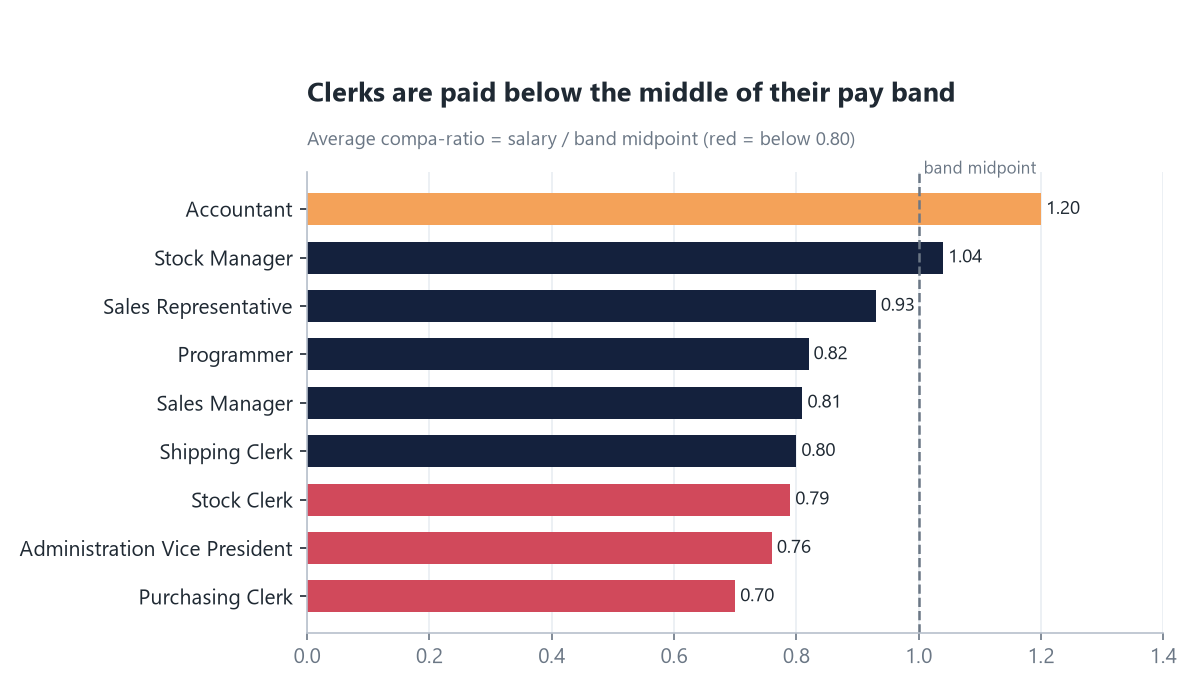 Clerks are paid below the middle of their pay band
Average compa-ratio = salary / band midpoint (red = below 0.80)
band midpoint
Accountant 1.20
Stock Manager 1.04
Sales Representative 0.93
Programmer 0.82
Sales Manager 0.81
Shipping Clerk 0.80
Stock Clerk 0.79
Administration Vice President 0.76
Purchasing Clerk 0.70
0.0 0.2 0.4 0.6 0.8 1.0 1.2 1.4